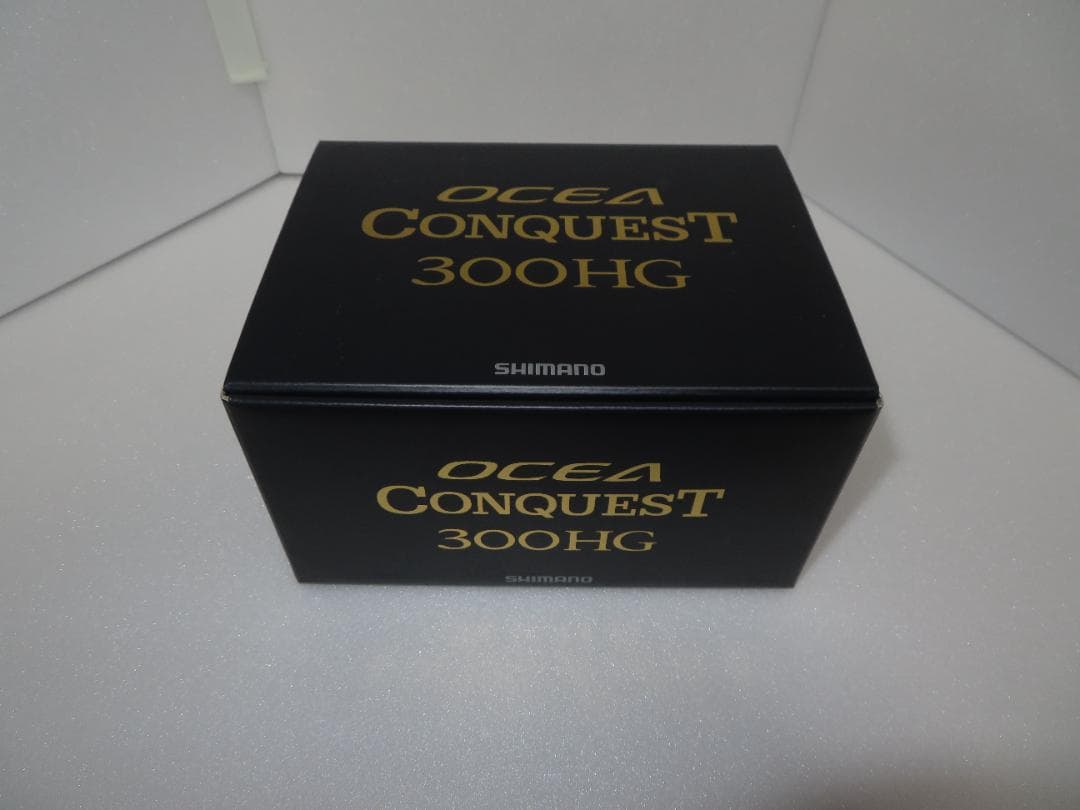 OCEA
CONQUEST
300HG
SHIMANO
OCEA
CONQUEST
300HG
SHIMANO